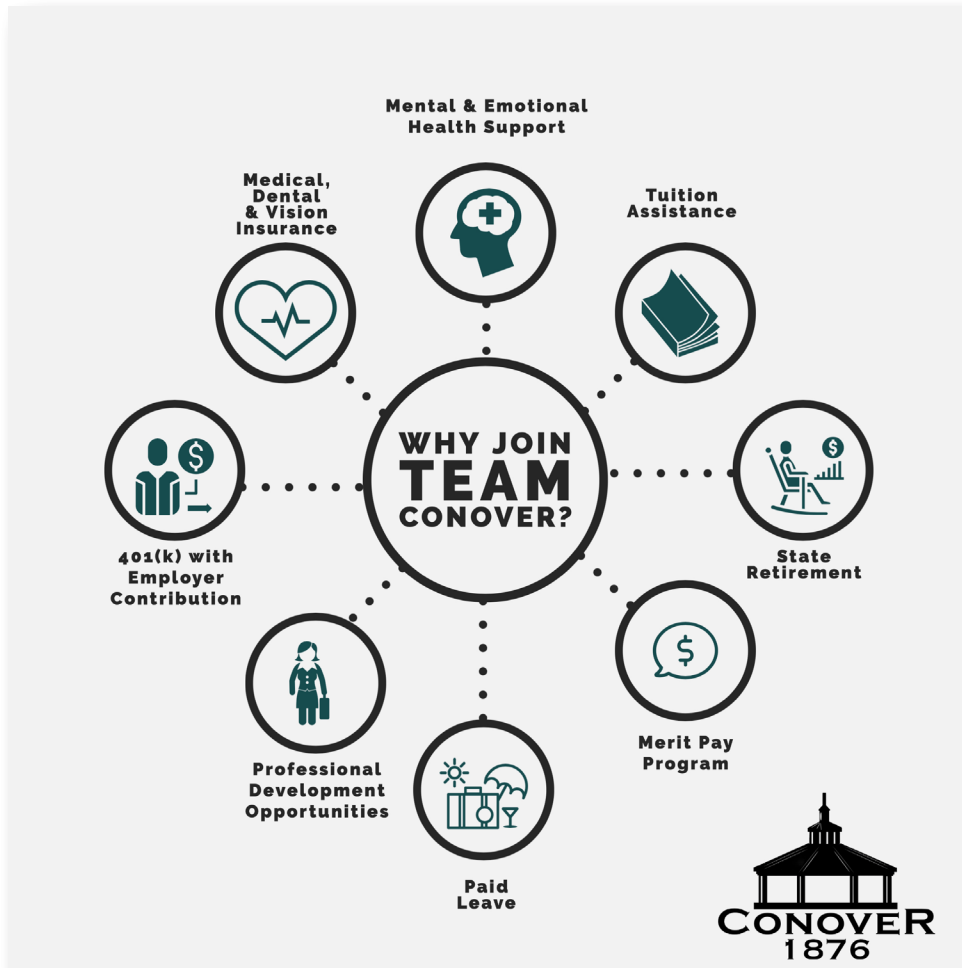 Mental & Emotional
Health Support
Medical,
Dental
& Vision
Insurance
Tuition
Assistance
WHY JOIN
TEAM
CONOVER?
$
401(k) with
Employer
Contribution
$
State
Retirement
$
Merit Pay
Program
Professional
Development
Opportunities
Paid
Leave
CONOVER
1876